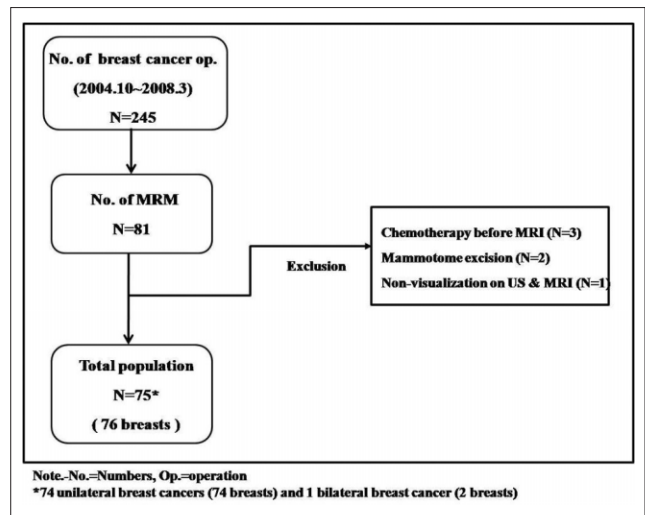 No. of breast cancer op.
(2004.10~2008.3)
N=245
No. of MRM
N=81
Exclusion
Chemotherapy before MRI (N=3)
Mammotome excision (N=2)
Non-visualization on US & MRI (N=1)
Total population
N=75*
( 76 breasts )
Note.-No.=Numbers, Op.=operation
*74 unilateral breast cancers (74 breasts) and 1 bilateral breast cancer (2 breasts)